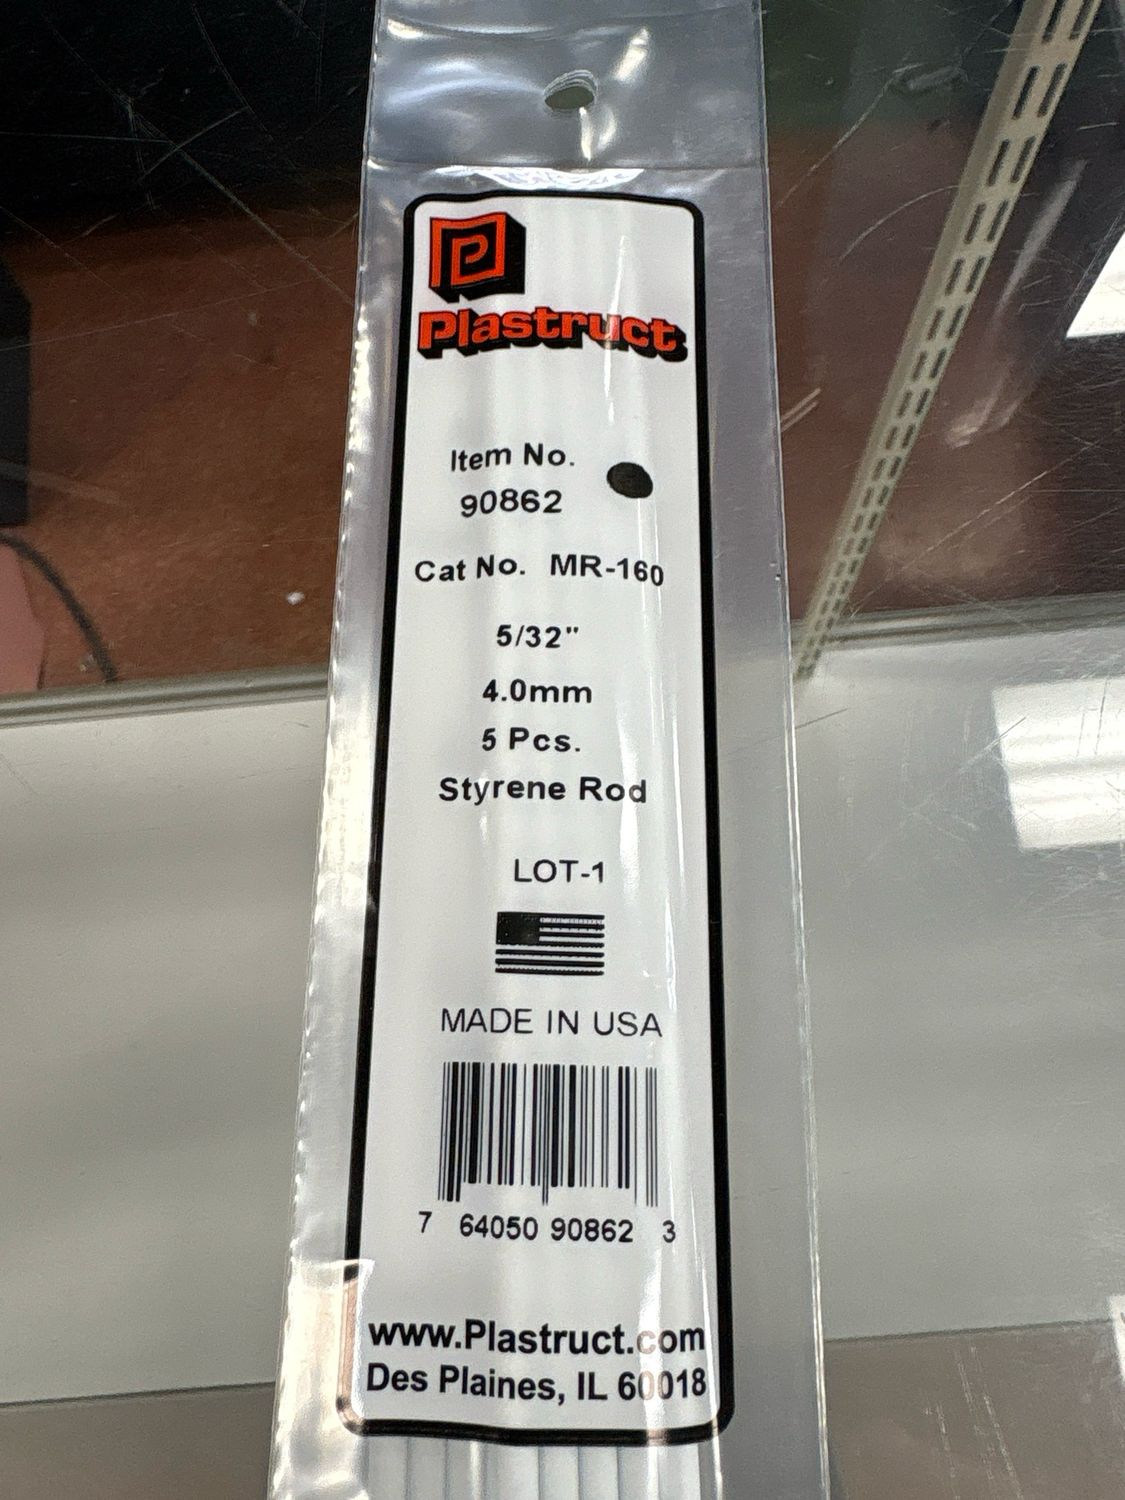 P
Plastruct
Item No.
90862
Cat No. MR-160
5/32"
4.0mm
5 Pcs.
Styrene Rod
LOT-1
MADE IN USA
7 64050 90862 3
www.Plastruct.com
Des Plaines, IL 60018